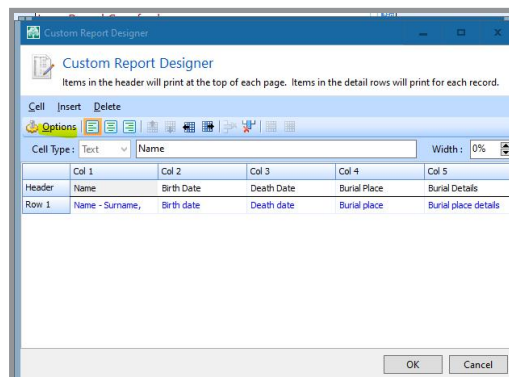 Custom Report Designer
Custom Report Designer
Items in the header will print at the top of each page. Items in the detail rows will print for each record.
Cell Insert Delete
Options
Cell Type: Text Name Width: 0%
Col 1 Col 2 Col 3 Col 4 Col 5
Header Name Birth Date Death Date Burial Place Burial Details
Row 1 Name - Surname, Birth date Death date Burial place Burial place details
OK Cancel